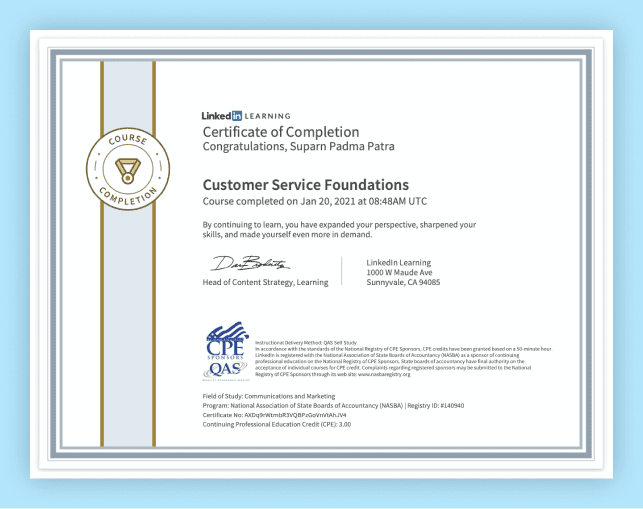 LinkedIn LEARNING
Certificate of Completion
Congratulations, Suparn Padma Patra
COURSE
COMPLETION
Customer Service Foundations
Course completed on Jan 20, 2021 at 08:48AM UTC
By continuing to learn, you have expanded your perspective, sharpened your
skills, and made yourself even more in demand.
Head of Content Strategy, Learning
LinkedIn Learning
1000 W Maude Ave
Sunnyvale, CA 94085
CPE
SPONSORS
QAS
Instructional Delivery Method: QAS Self Study
In accordance with the standards of the National Registry of CPE Sponsors, CPE credits have been granted based on a 50-minute hour.
LinkedIn is registered with the National Association of State Boards of Accountancy (NASBA) as a sponsor of continuing
professional education on the National Registry of CPE Sponsors. State boards of accountancy have final authority on the
acceptance of individual courses for CPE credit. Complaints regarding registered sponsors may be submitted to the National
Registry of CPE Sponsors through its web site: www.nasbaregistry.org
Field of Study: Communications and Marketing
Program: National Association of State Boards of Accountancy (NASBA) | Registry ID: #140940
Certificate No:
Continuing Professional Education Credit (CPE): 3.00